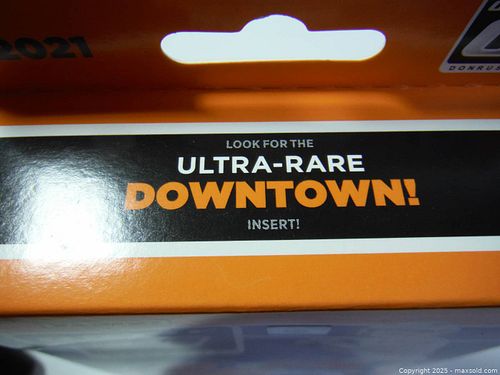 2021
LOOK FOR THE
ULTRA-RARE
DOWNTOWN!
INSERT!
Copyright 2025 - maxsold.com